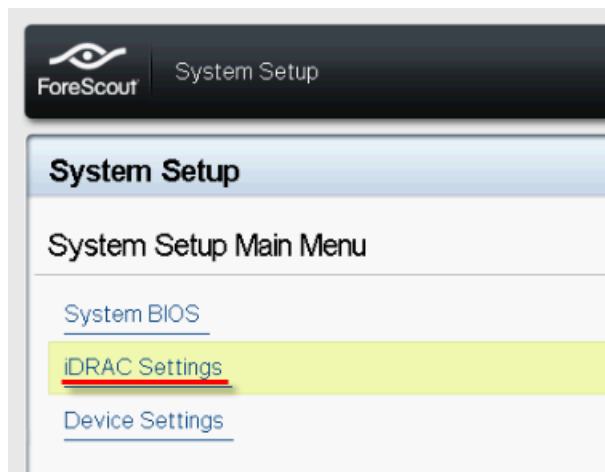 ForeScout
System Setup
System Setup
System Setup Main Menu
System BIOS
iDRAC Settings
Device Settings